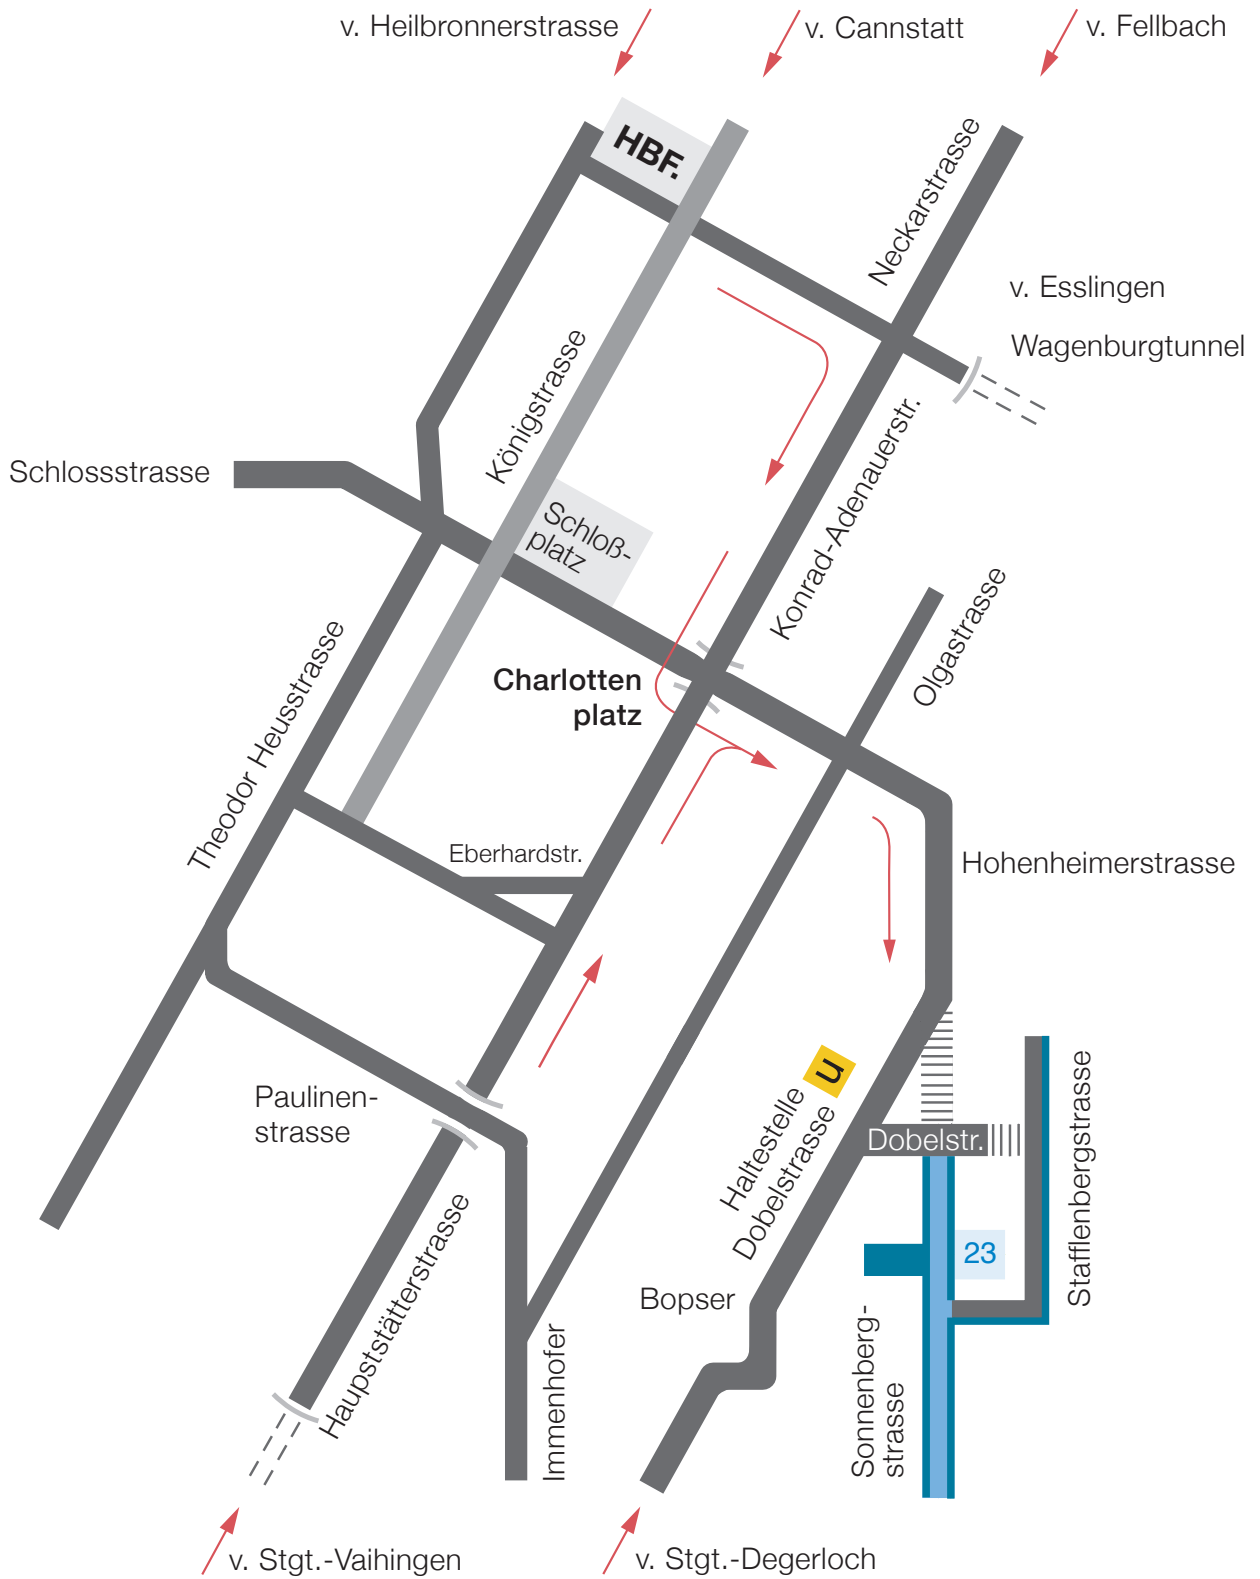 v. Heilbronnerstrasse
v. Cannstatt
v. Fellbach
HBF.
Neckarstrasse
v. Esslingen
Wagenburgtunnel
Königstrasse
Konrad-Adenauerstr.
Schlossstrasse
Schloß-
platz
Olgastrasse
Charlotten
platz
Theodor Heusstrasse
Eberhardstr.
Hohenheimerstrasse
u
Haltestelle
Dobelstrasse
Paulinen-
strasse
Dobelstr.
Stafflenbergstrasse
23
Haupststätterstrasse
Bopser
Immenhofer
Sonnenberg-
strasse
v. Stgt.-Vaihingen
v. Stgt.-Degerloch